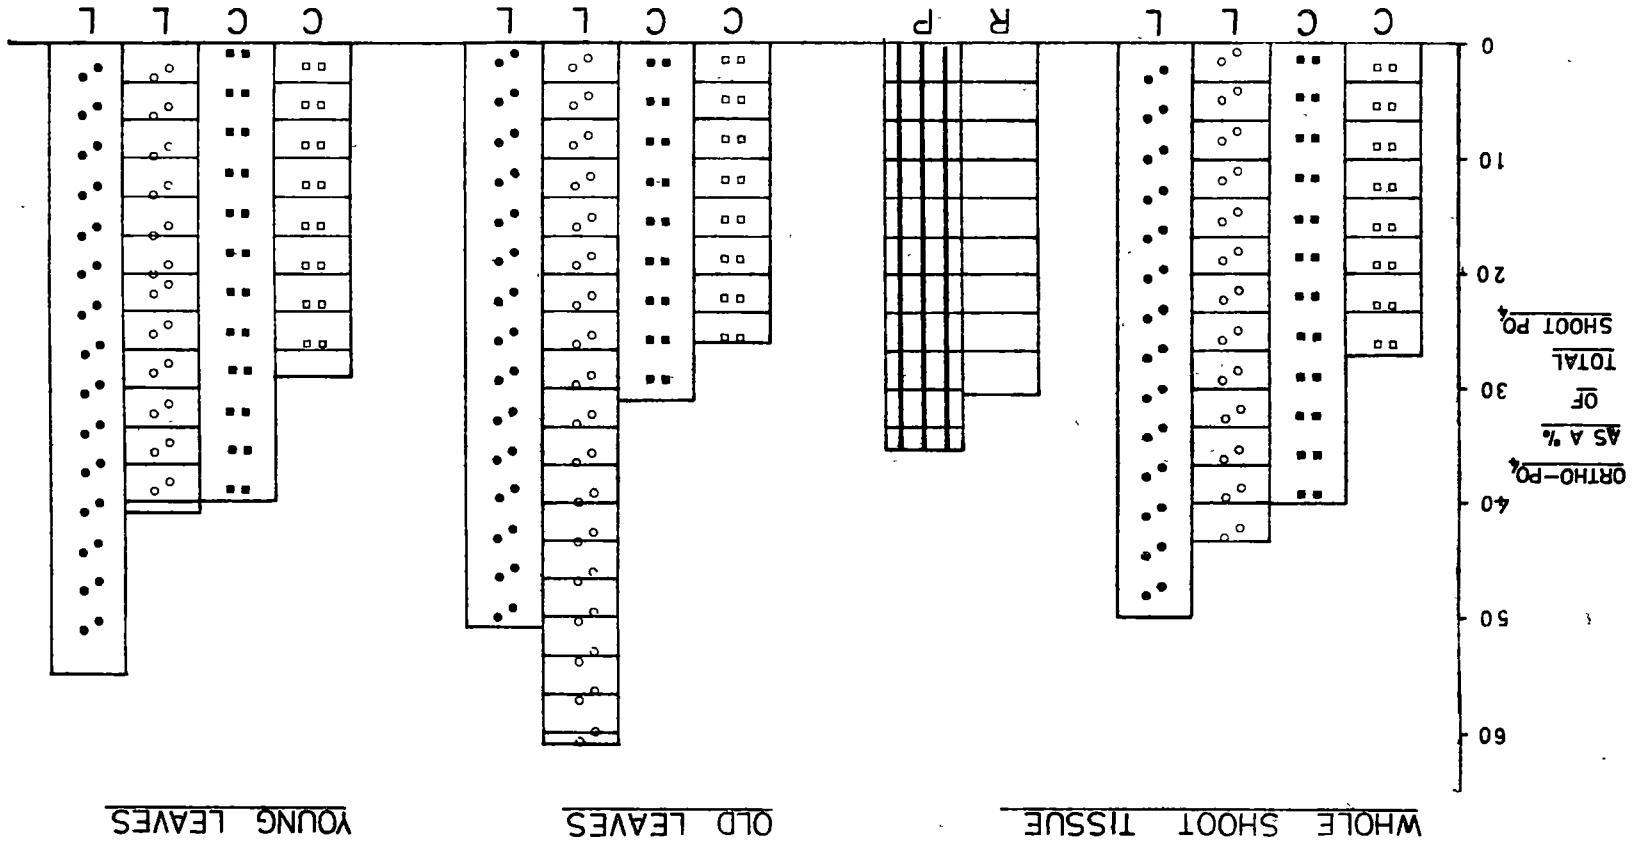 WHOLE SHOOT TISSUE
OLD LEAVES
YOUNG LEAVES
ORTHO-PO₄
AS A %
OF
TOTAL
SHOOT PO₄
60
50
40
30
20
10
0
C C L L R P C C L L C C L L